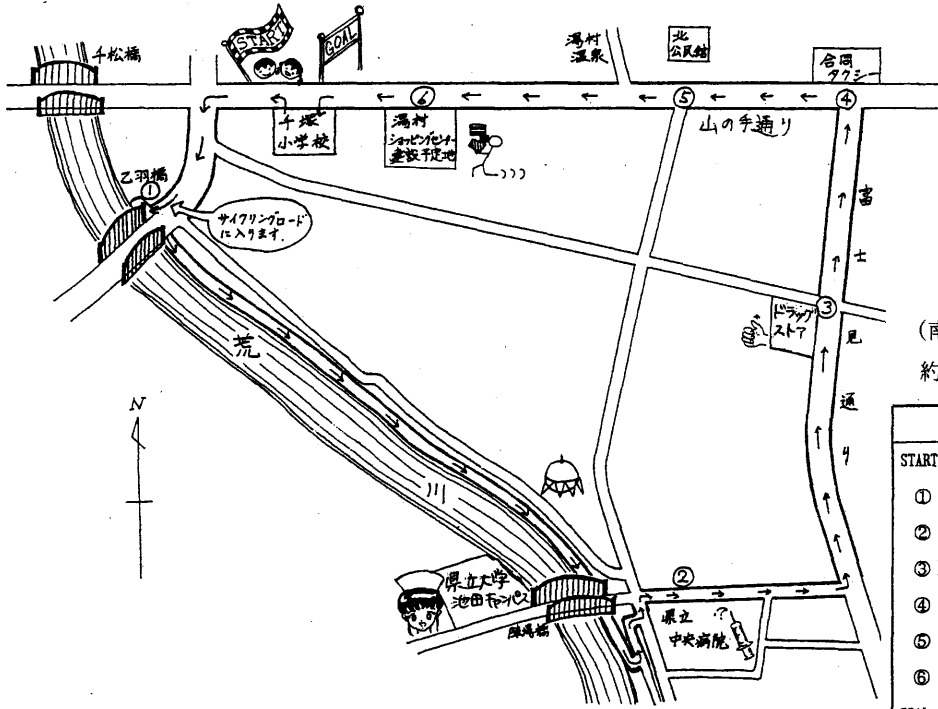 千松橋
START
GOAL
湯村
温泉
北
公民館
合同
タクシー
④
⑤
⑥
千塚
小学校
湯村
ショッピングセンター
建設予定地
山の手通り
乙羽橋
①
サイクリングロード
に入ります。
富士見通り
③
ドラッグ
ストア
荒川
N
県立大学
池田キャンパス
②
県立
中央病院
?
約
START
①
②
③
④
⑤
⑥